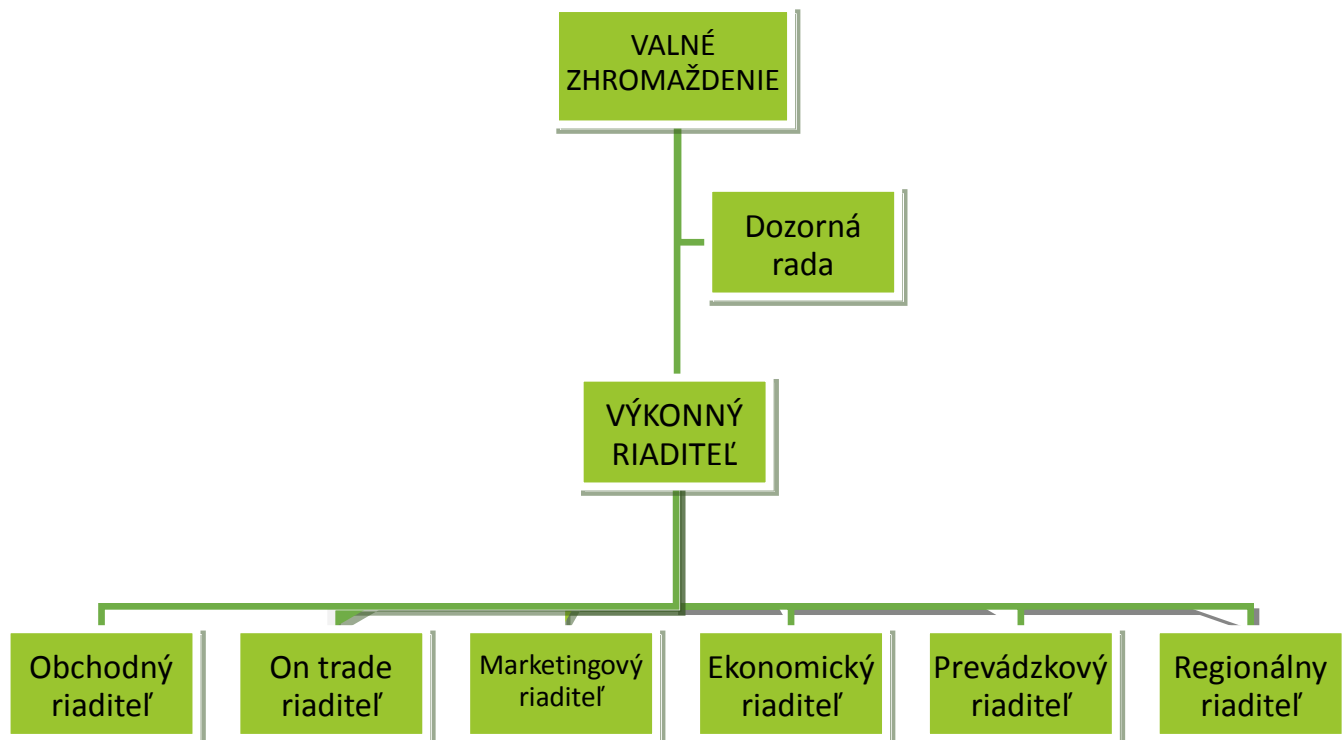 VALNÉ
ZHROMAŽDENIE
Dozorná
rada
VÝKONNÝ
RIADITEĽ
Obchodný
riaditeľ
On trade
riaditeľ
Marketingový
riaditeľ
Ekonomický
riaditeľ
Prevádzkový
riaditeľ
Regionálny
riaditeľ